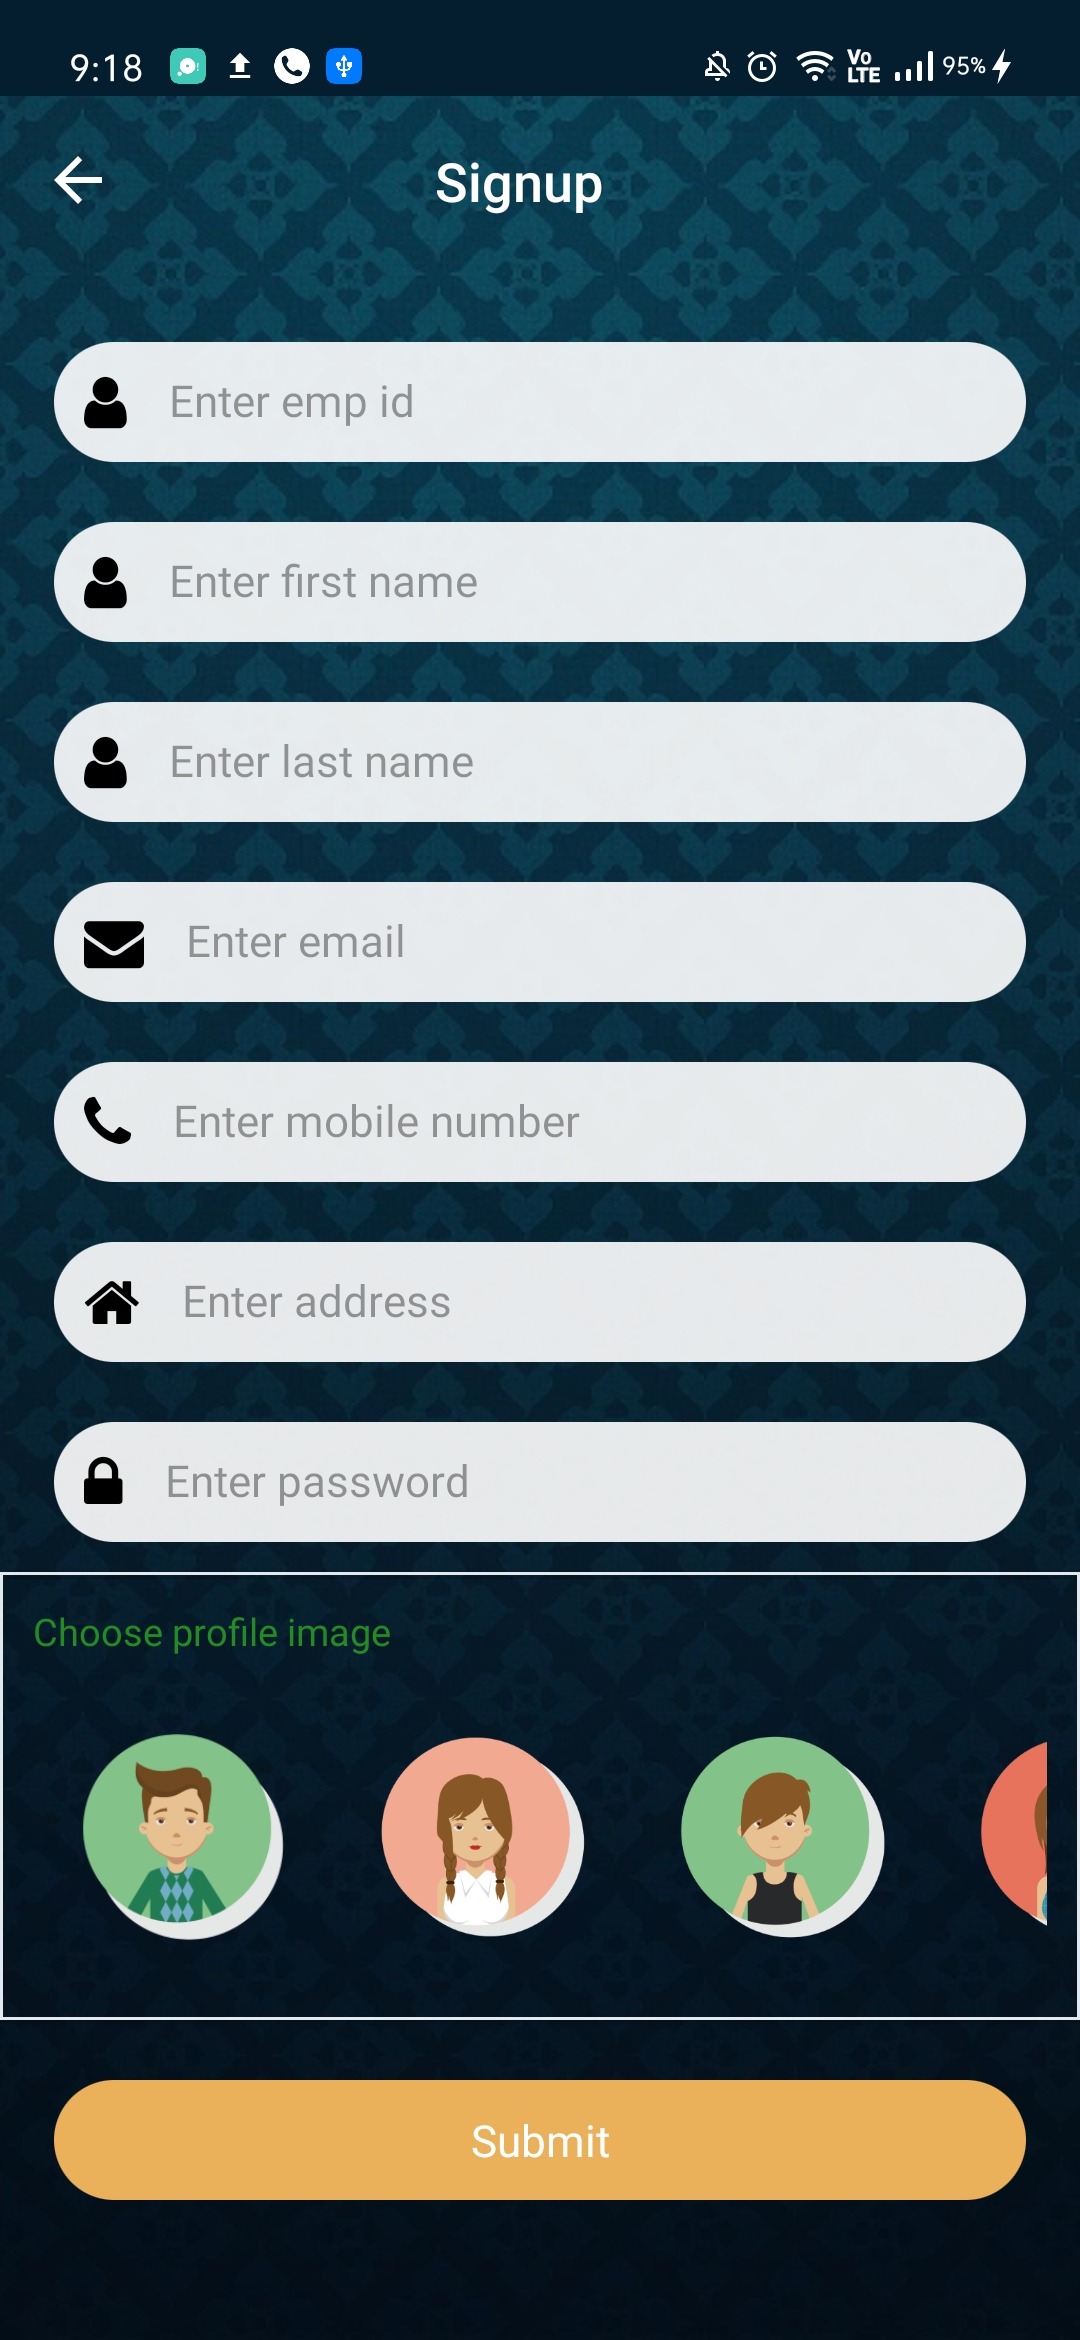 9:18 Vo LTE 95%
Signup
Enter emp id
Enter first name
Enter last name
Enter email
Enter mobile number
Enter address
Enter password
Choose profile image
Submit